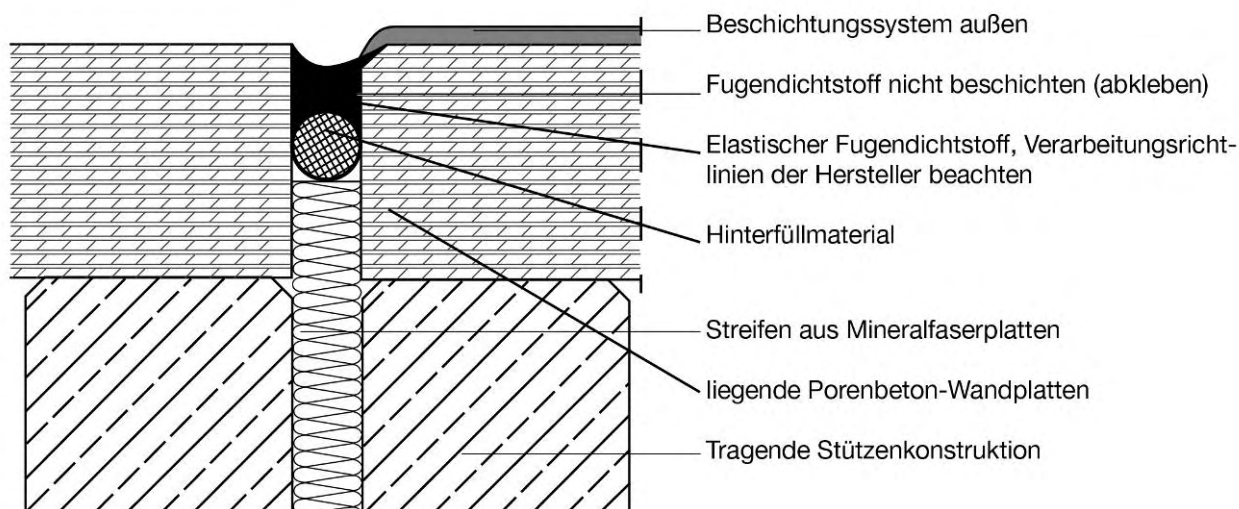 Beschichtungssystem außen
Fugendichtstoff nicht beschichten (abkleben)
Elastischer Fugendichtstoff, Verarbeitungsricht-
linien der Hersteller beachten
Hinterfüllmaterial
Streifen aus Mineralfaserplatten
liegende Porenbeton-Wandplatten
Tragende Stützenkonstruktion